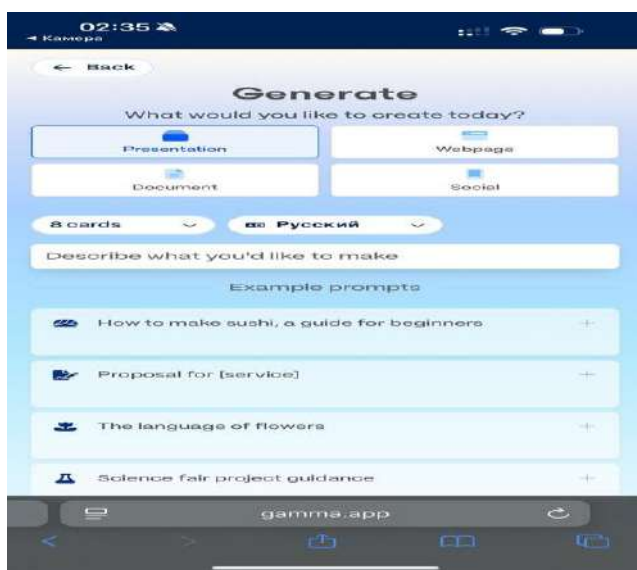 02:35
◄ Камера
← Back
Generate
What would you like to create today?
Presentation
Webpage
Document
Social
8 cards
Русский
Describe what you'd like to make
Example prompts
How to make sushi, a guide for beginners
Proposal for [service]
The language of flowers
Science fair project guidance
gamma.app